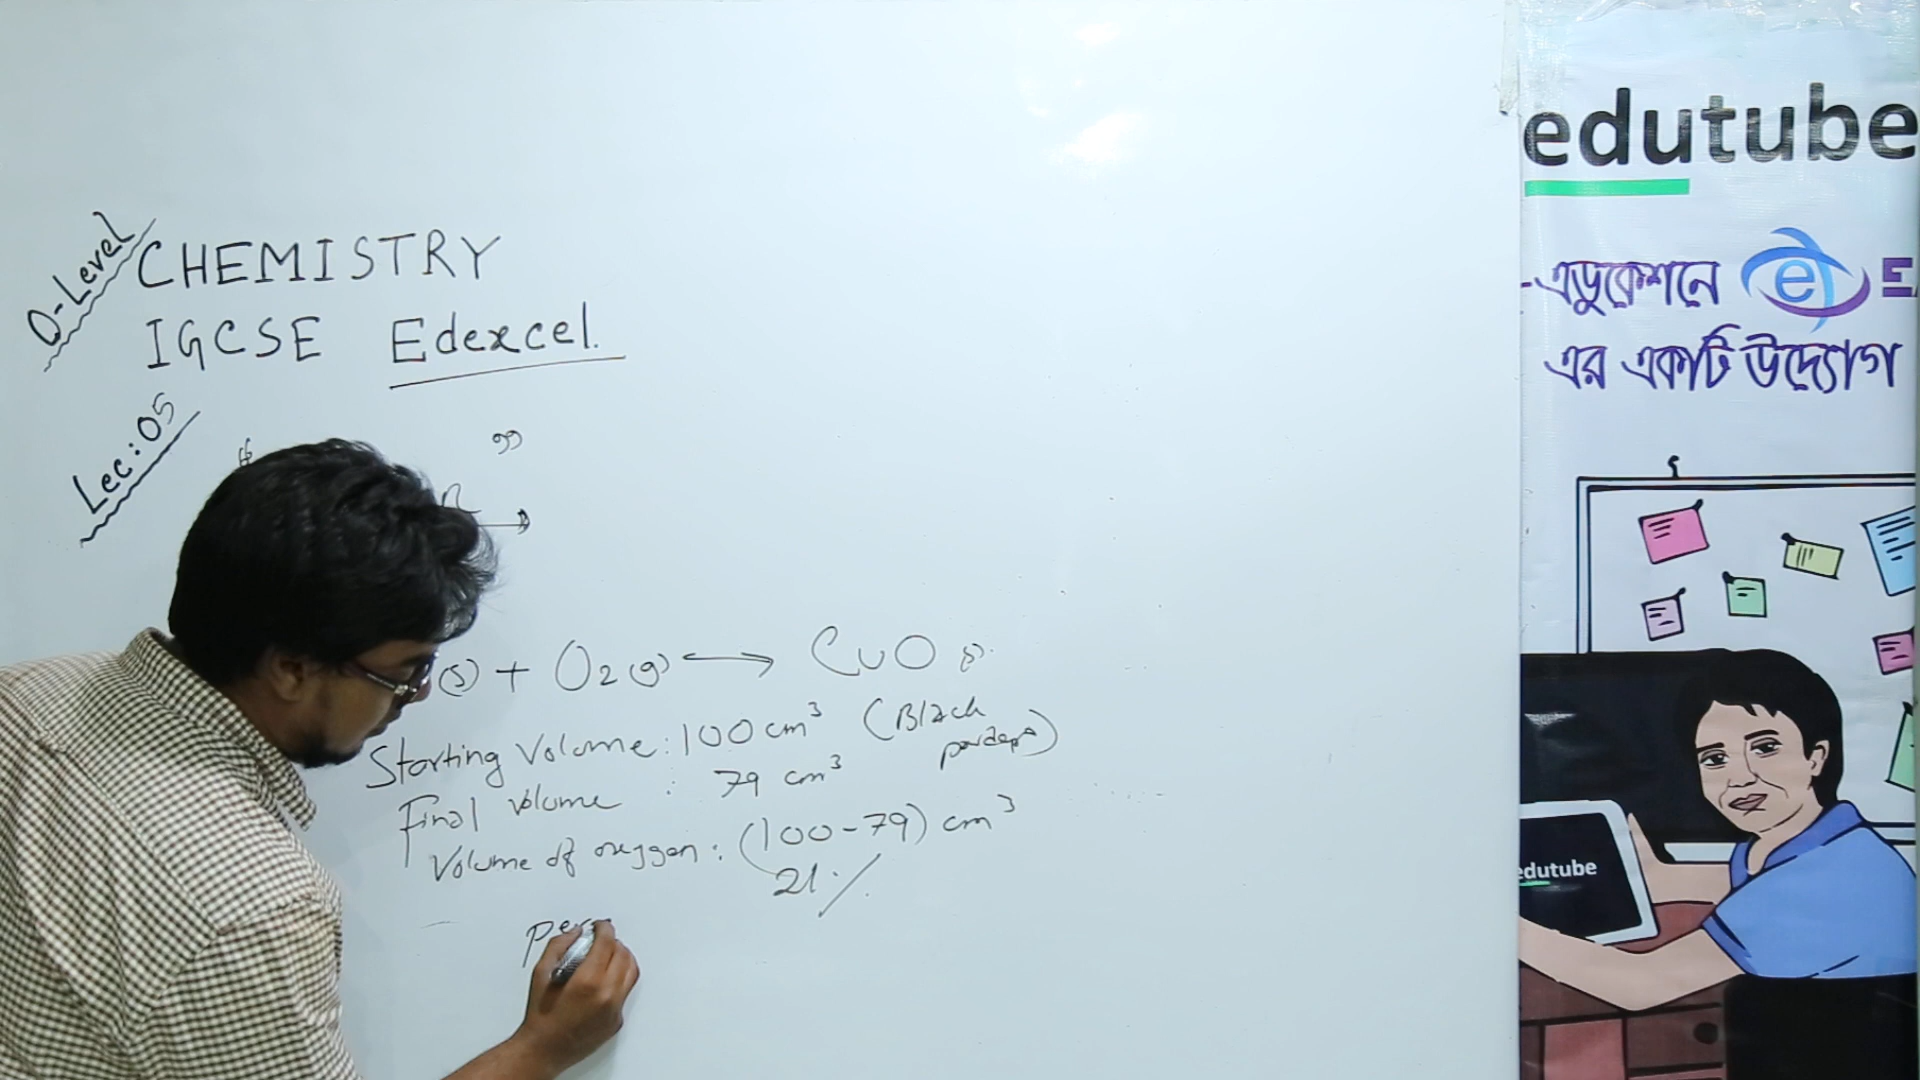 O-Level
CHEMISTRY
IGCSE Edexcel.
Lec: 05
(s) + O2(g) → CuO (s).
Starting Volume: 100 cm³ (Black
Final Volume : 79 cm³
Volume of oxygen: (100-79) cm³
21%
per
edutube
-এডুকেশনে e
এর একটি উদ্যোগ
edutube